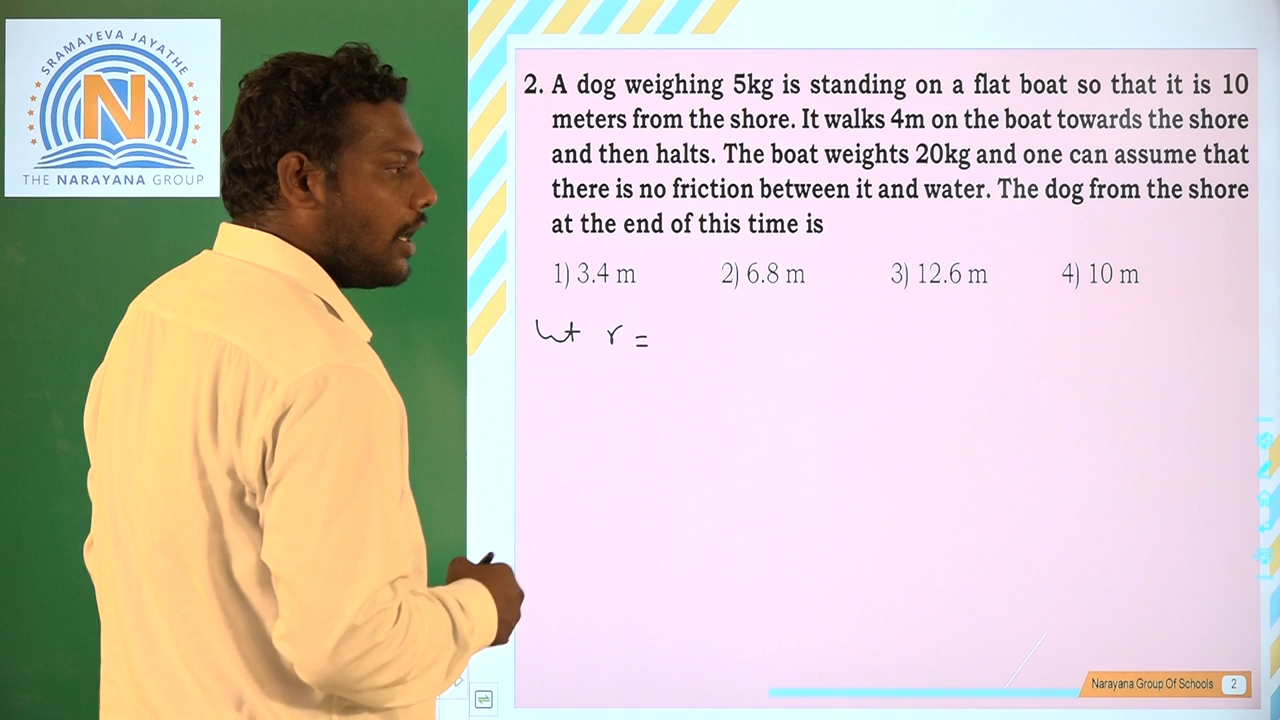 SRAMAYEVA JAYATHE
N
THE NARAYANA GROUP
2. A dog weighing 5kg is standing on a flat boat so that it is 10
meters from the shore. It walks 4m on the boat towards the shore
and then halts. The boat weights 20kg and one can assume that
there is no friction between it and water. The dog from the shore
at the end of this time is
1) 3.4 m 2) 6.8 m 3) 12.6 m 4) 10 m
let r =
Narayana Group Of Schools 2